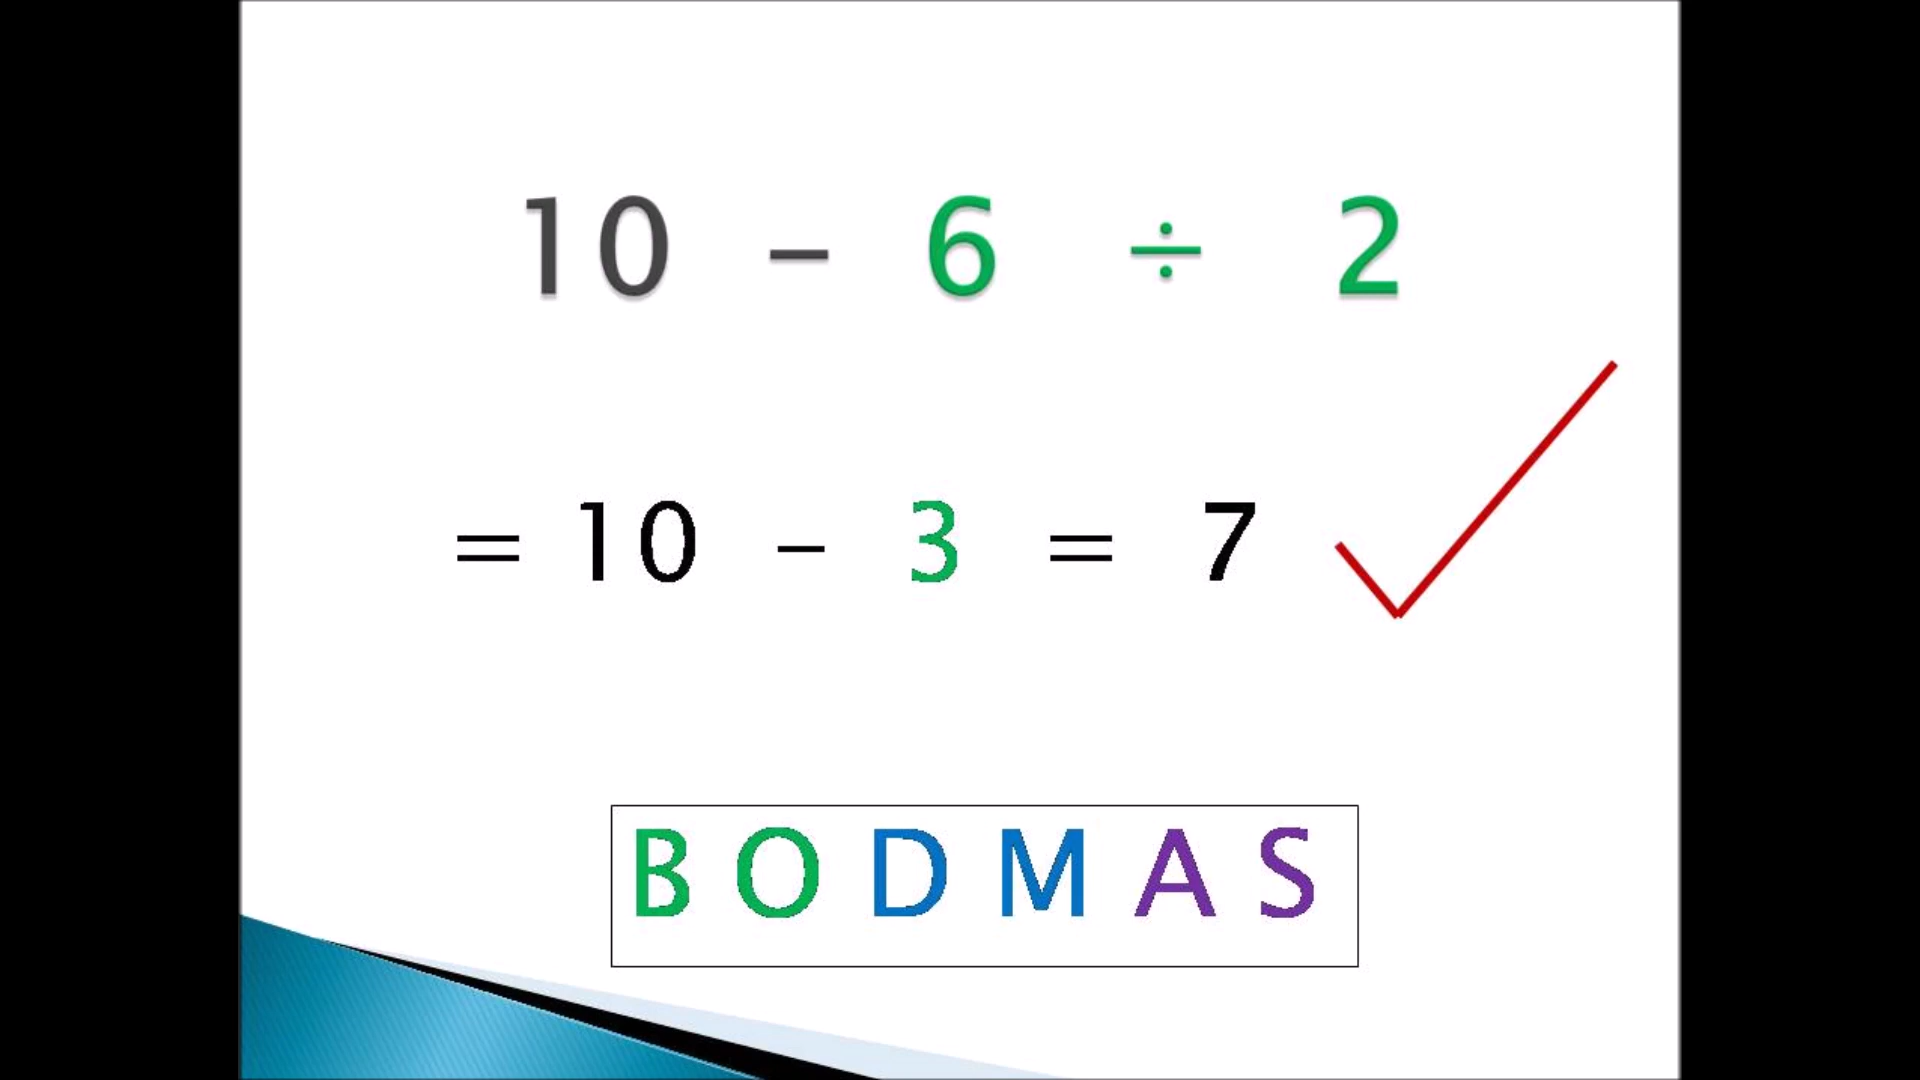 10 – 6 ÷ 2
= 10 – 3 = 7
B O D M A S